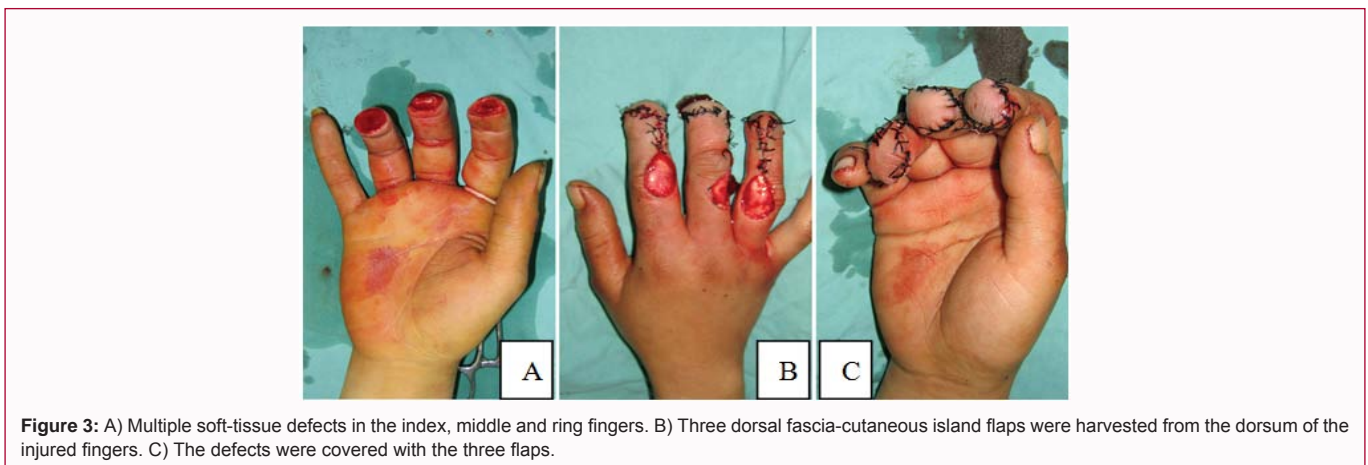 A
B
C
Figure 3: A) Multiple soft-tissue defects in the index, middle and ring fingers. B) Three dorsal fascia-cutaneous island flaps were harvested from the dorsum of the
injured fingers. C) The defects were covered with the three flaps.